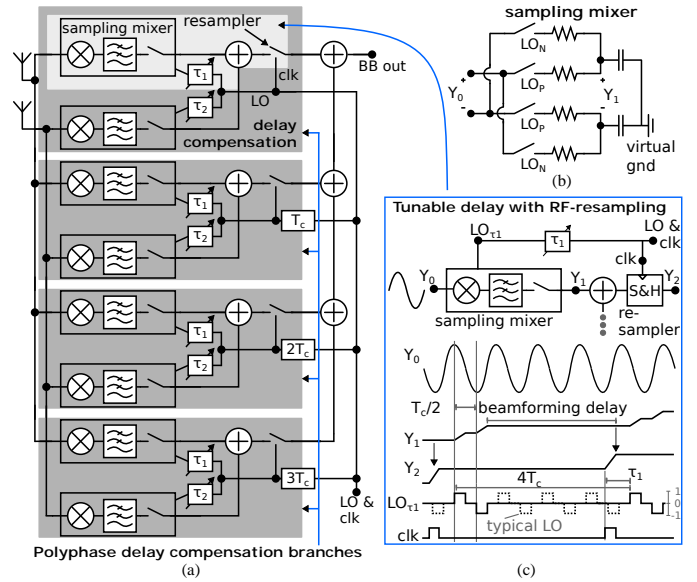 resampler
sampling mixer
τ1
clk
BB out
LO
τ2
delay
compensation
τ1
τ2
Tc
τ1
τ2
2Tc
τ1
τ2
3Tc
LO &
clk
Polyphase delay compensation branches
(a)
sampling mixer
LON
LOP
Y0
+
-
+
Y1
-
LOP
LON
virtual
gnd
(b)
Tunable delay with RF-resampling
LOτ1
τ1
LO &
clk
clk
Y0
Y1
S&H
Y2
sampling mixer
re-
sampler
Y0
Tc/2
beamforming delay
Y1
Y2
4Tc
τ1
LOτ1
1
0
-1
typical LO
clk
(c)